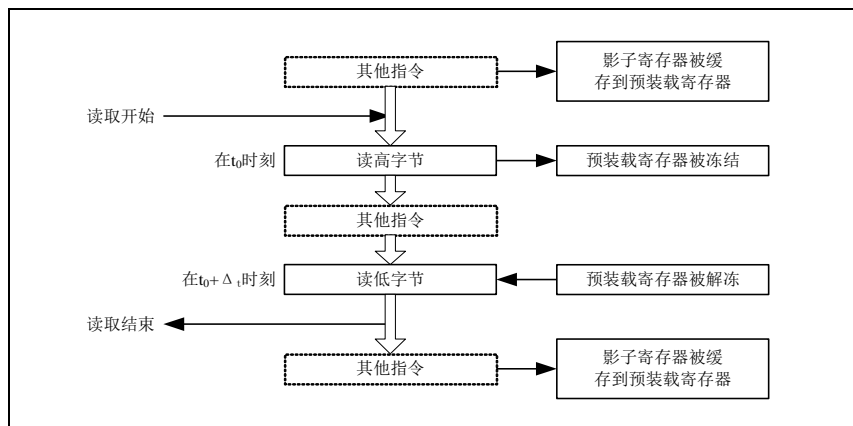 其他指令
影子寄存器被缓
存到预装载寄存器
读取开始
在t₀时刻
读高字节
预装载寄存器被冻结
其他指令
在t₀+Δt时刻
读低字节
预装载寄存器被解冻
读取结束
其他指令
影子寄存器被缓
存到预装载寄存器